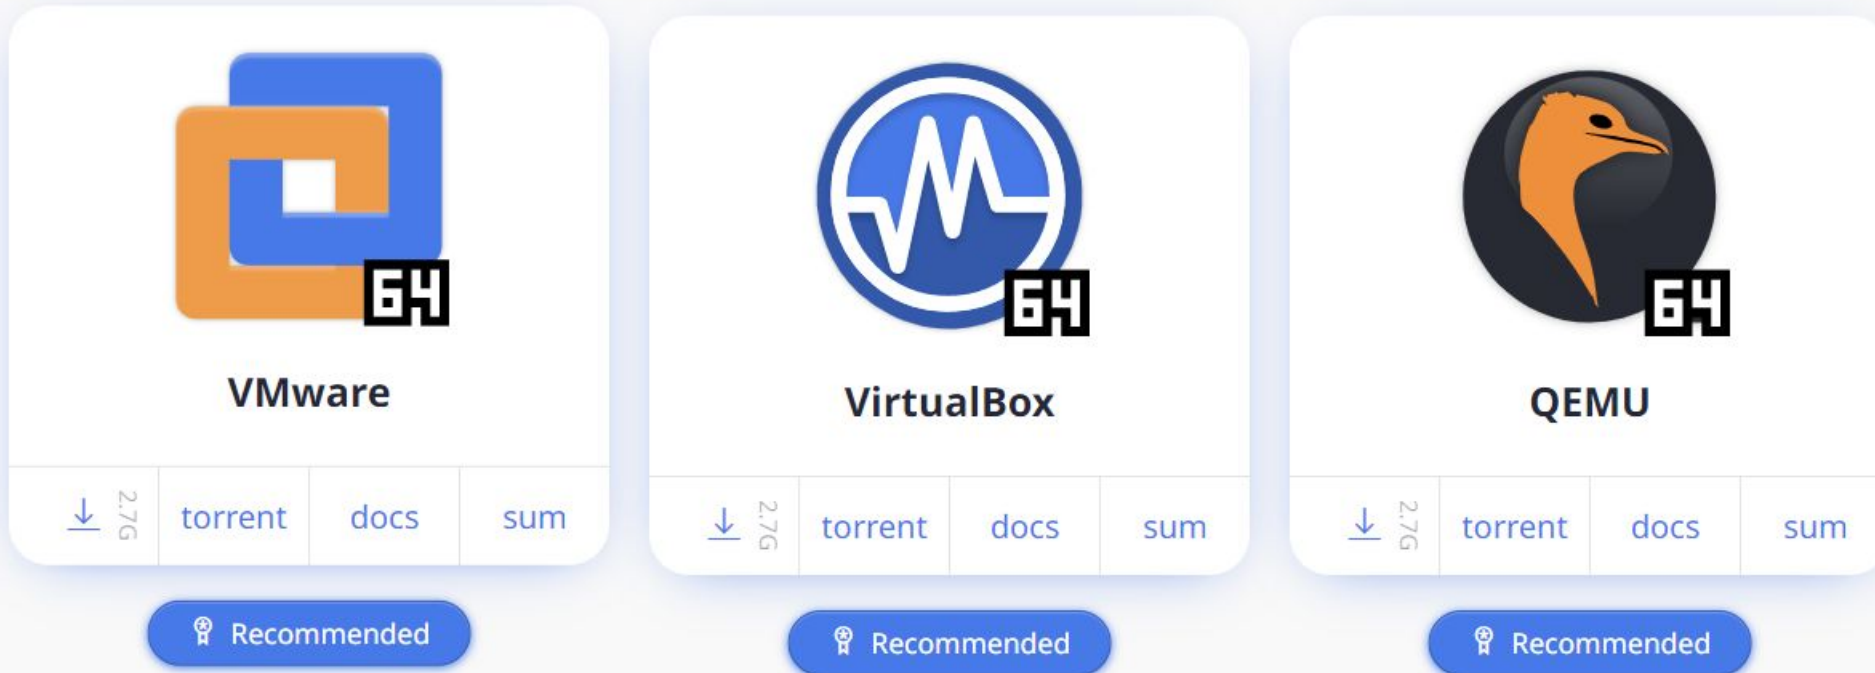 64
VMware
2.7G torrent docs sum
Recommended
64
VirtualBox
2.7G torrent docs sum
Recommended
64
QEMU
2.7G torrent docs sum
Recommended